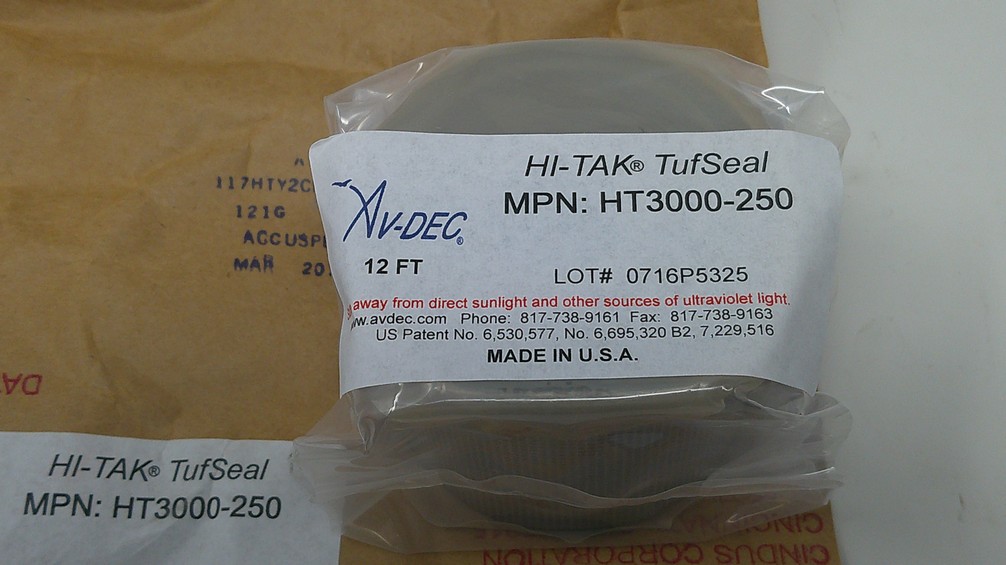 117HTY2C
121G
MAR 20
AV-DEC®
HI-TAK® TufSeal
MPN: HT3000-250
12 FT
LOT# 0716P5325
away from direct sunlight and other sources of ultraviolet light.
www.avdec.com Phone: 817-738-9161 Fax: 817-738-9163
US Patent No. 6,530,577, No. 6,695,320 B2, 7,229,516
MADE IN U.S.A.
HI-TAK® TufSeal
MPN: HT3000-250
CINDUS CORPORATION